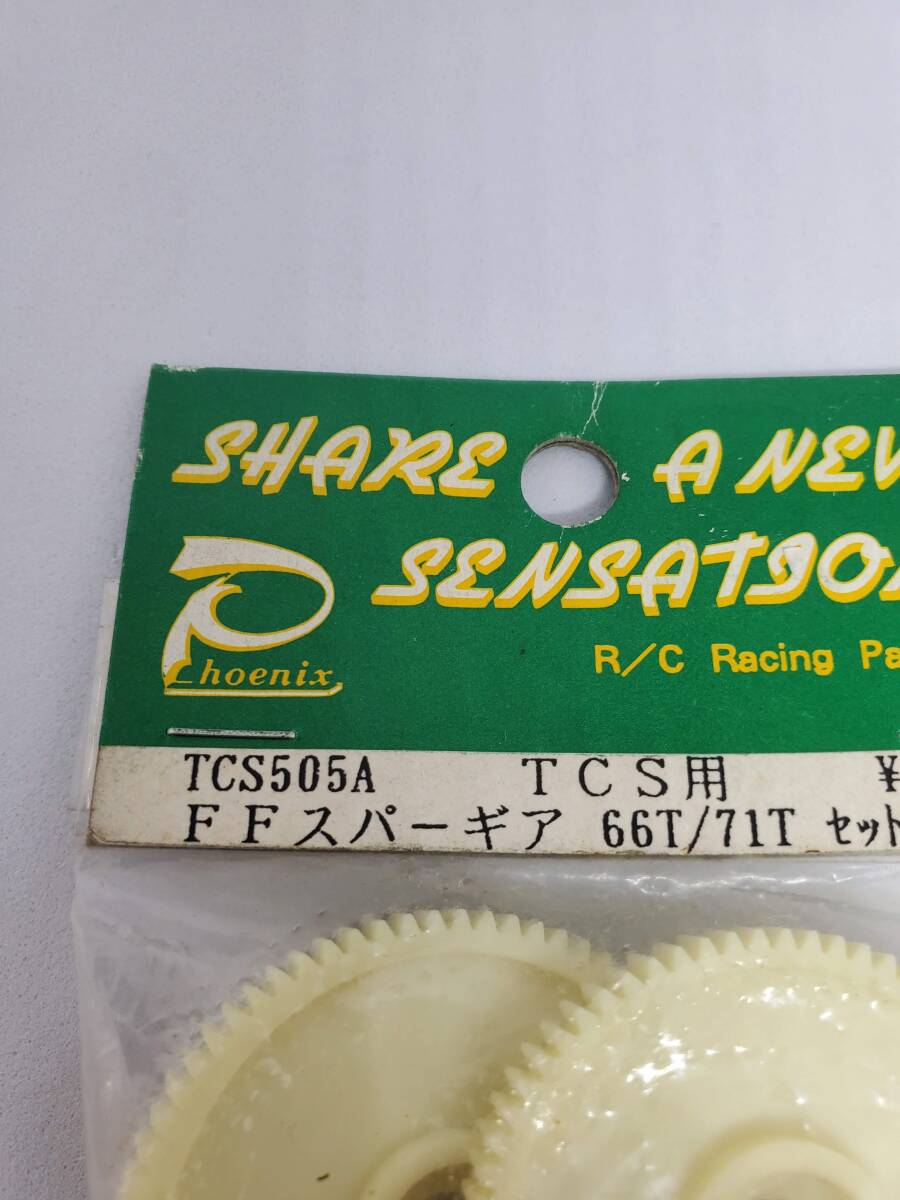 SHARE A NEW
SENSATION
Phoenix
R/C Racing Pa
TCS505A TCS用 ¥
FFスパーギア 66T/71T セット